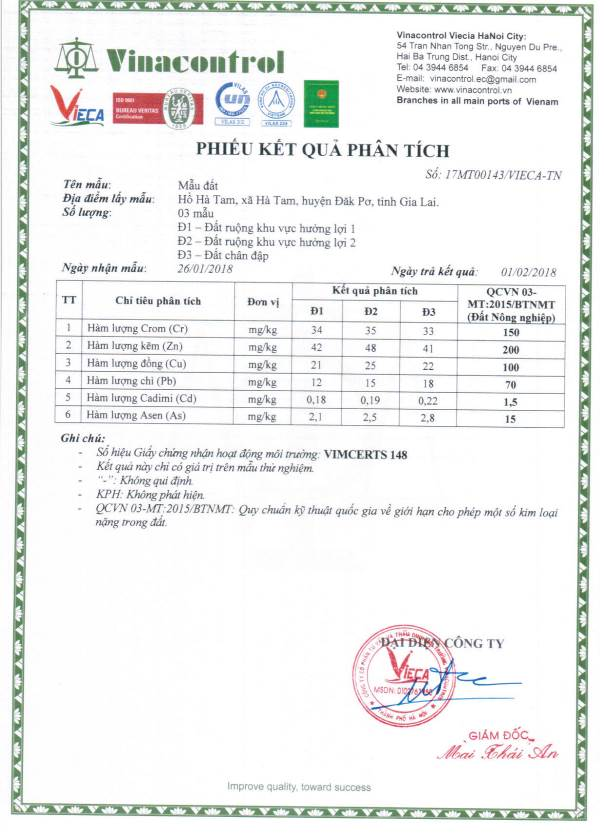 Vinacontrol
Vinacontrol Viecia HaNoi City:
54 Tran Nhan Tong Str., Nguyen Du Pre.,
Hai Ba Trung Dist., Hanoi City
Tel: 04 3944 6854 Fax: 04 3944 6854
E-mail: vinacontrol.ec@gmail.com
Website: www.vinacontrol.vn
Branches in all main ports of Vienam
VIECA
ISO 9001
BUREAU VERITAS
Certification
VILAS
PHIẾU KẾT QUẢ PHÂN TÍCH
Số: 17MT00143/VIECA-TN
Tên mẫu: Mẫu đất
Địa điểm lấy mẫu: Hồ Hà Tam, xã Hà Tam, huyện Đăk Pơ, tỉnh Gia Lai.
Số lượng: 03 mẫu
Đ1 – Đất ruộng khu vực hưởng lợi 1
Đ2 – Đất ruộng khu vực hưởng lợi 2
Đ3 – Đất chân đập
Ngày nhận mẫu: 26/01/2018 Ngày trả kết quả: 01/02/2018
TT Chỉ tiêu phân tích Đơn vị Kết quả phân tích QCVN 03-MT:2015/BTNMT (Đất Nông nghiệp)
Đ1 Đ2 Đ3
1 Hàm lượng Crom (Cr) mg/kg 34 35 33 150
2 Hàm lượng kẽm (Zn) mg/kg 42 48 41 200
3 Hàm lượng đồng (Cu) mg/kg 21 25 22 100
4 Hàm lượng chì (Pb) mg/kg 12 15 18 70
5 Hàm lượng Cadimi (Cd) mg/kg 0,18 0,19 0,22 1,5
6 Hàm lượng Asen (As) mg/kg 2,1 2,5 2,8 15
Ghi chú:
- Số hiệu Giấy chứng nhận hoạt động môi trường: VIMCERTS 148
- Kết quả này chỉ có giá trị trên mẫu thử nghiệm.
- “-”: Không qui định.
- KPH: Không phát hiện.
- QCVN 03-MT:2015/BTNMT: Quy chuẩn kỹ thuật quốc gia về giới hạn cho phép một số kim loại
nặng trong đất.
ĐẠI DIỆN CÔNG TY
VIECA
GIÁM ĐỐC
Mai Thái An
Improve quality, toward success